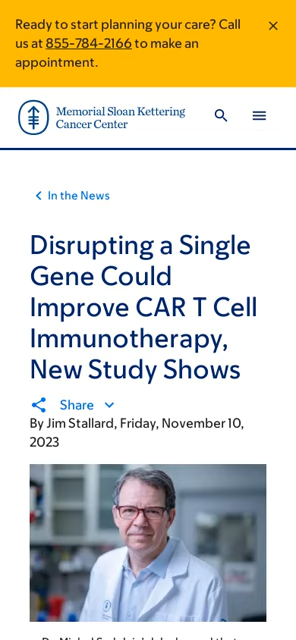 Ready to start planning your care? Call
us at 855-784-2166 to make an
appointment.
Memorial Sloan Kettering
Cancer Center
In the News
Disrupting a Single
Gene Could
Improve CAR T Cell
Immunotherapy,
New Study Shows
Share
By Jim Stallard, Friday, November 10,
2023